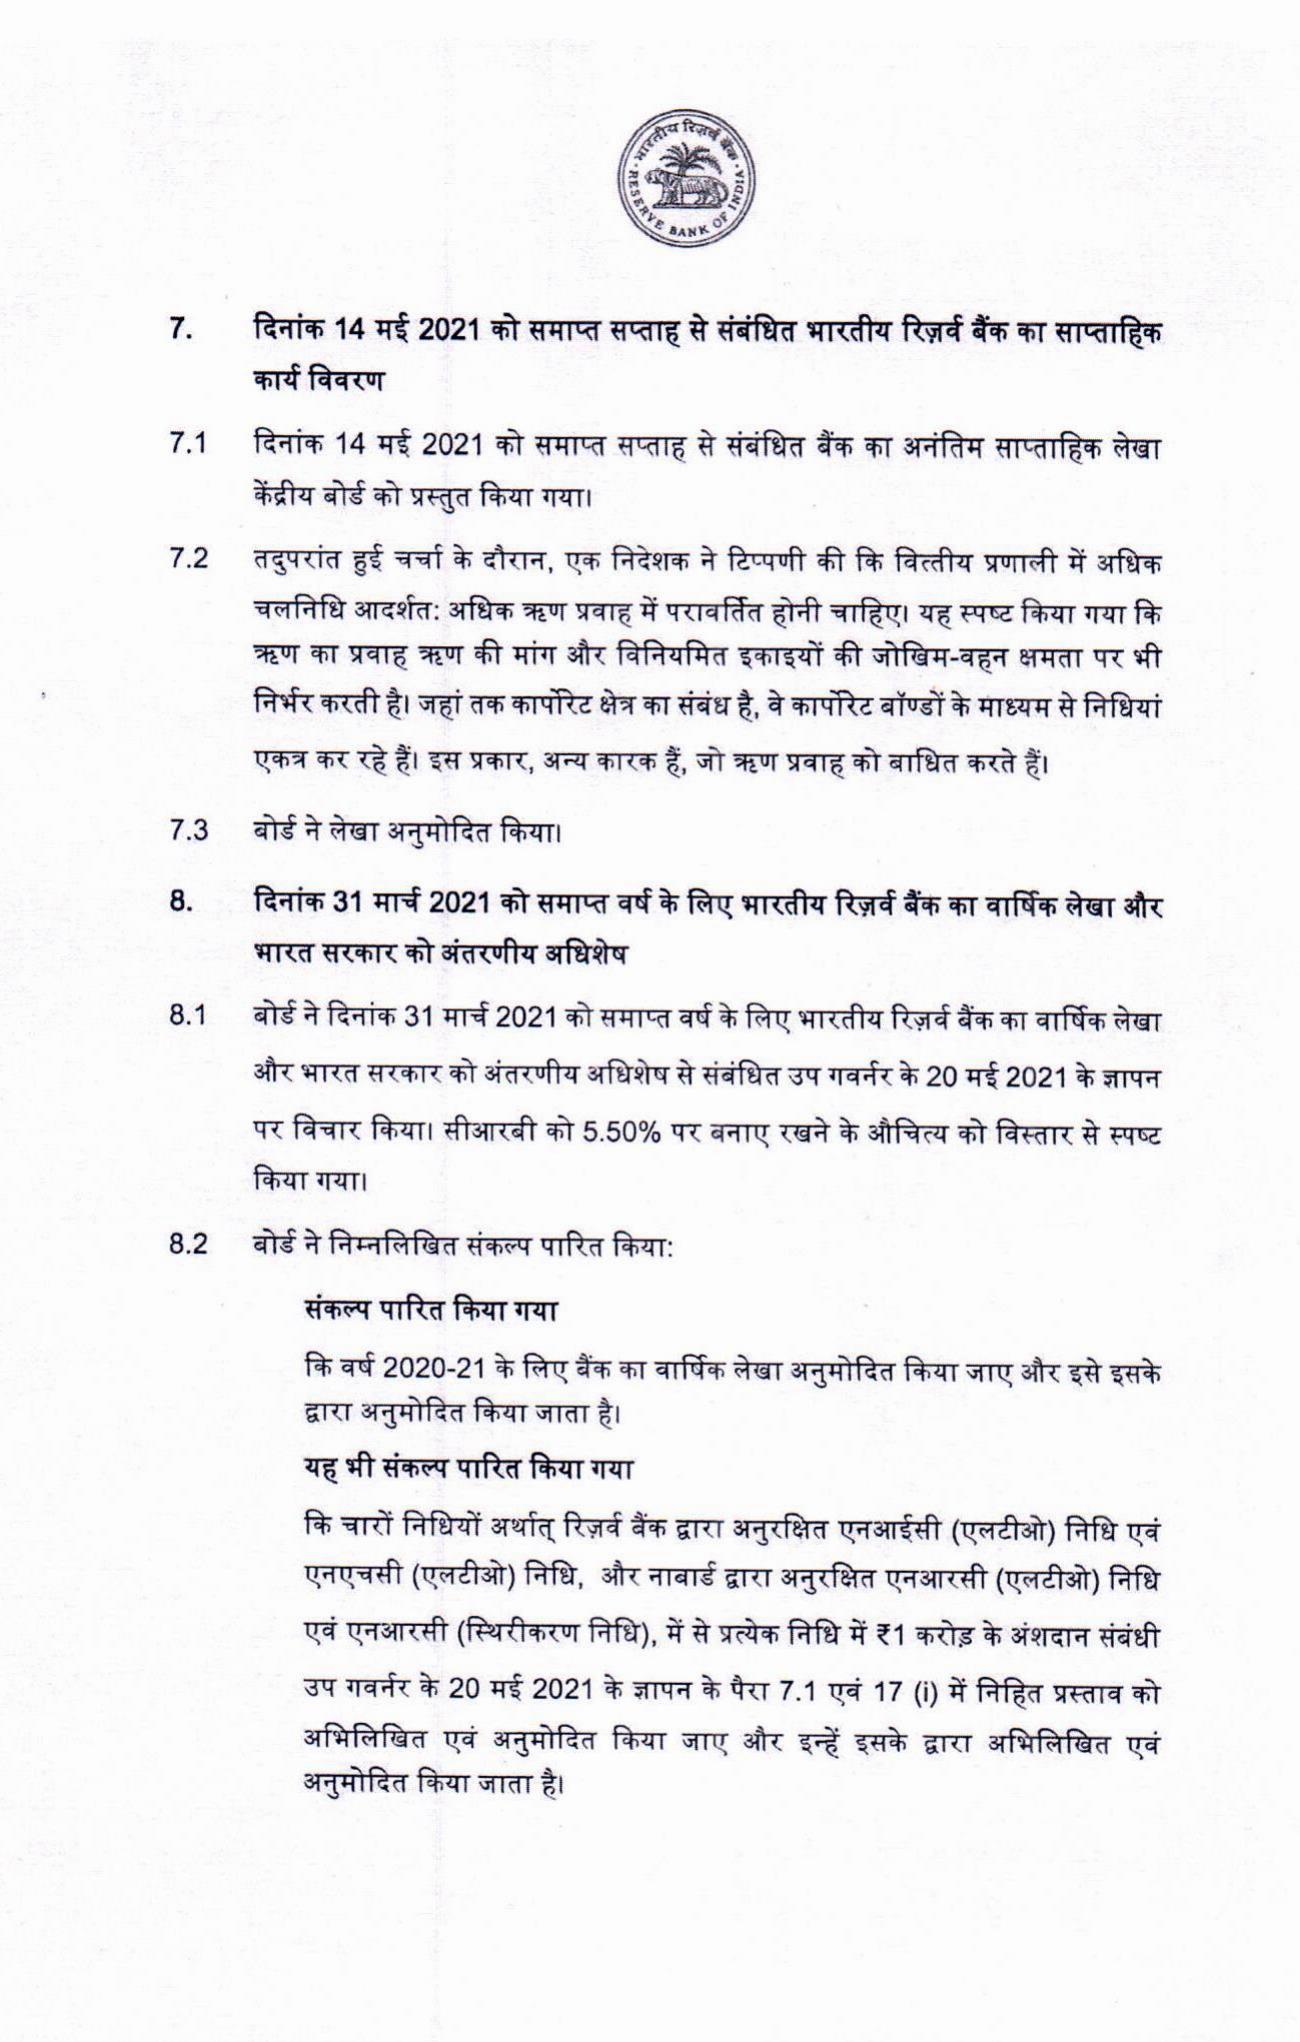 भारतीय रिज़र्व बैंक
RESERVE BANK OF INDIA
7. दिनांक 14 मई 2021 को समाप्त सप्ताह से संबंधित भारतीय रिज़र्व बैंक का साप्ताहिक
कार्य विवरण
7.1 दिनांक 14 मई 2021 को समाप्त सप्ताह से संबंधित बैंक का अनंतिम साप्ताहिक लेखा
केंद्रीय बोर्ड को प्रस्तुत किया गया।
7.2 तदुपरांत हुई चर्चा के दौरान, एक निदेशक ने टिप्पणी की कि वित्तीय प्रणाली में अधिक
चलनिधि आदर्शत: अधिक ऋण प्रवाह में परावर्तित होनी चाहिए। यह स्पष्ट किया गया कि
ऋण का प्रवाह ऋण की मांग और विनियमित इकाइयों की जोखिम-वहन क्षमता पर भी
निर्भर करती है। जहां तक कार्पोरेट क्षेत्र का संबंध है, वे कार्पोरेट बॉण्डों के माध्यम से निधियां
एकत्र कर रहे हैं। इस प्रकार, अन्य कारक हैं, जो ऋण प्रवाह को बाधित करते हैं।
7.3 बोर्ड ने लेखा अनुमोदित किया।
8. दिनांक 31 मार्च 2021 को समाप्त वर्ष के लिए भारतीय रिज़र्व बैंक का वार्षिक लेखा और
भारत सरकार को अंतरणीय अधिशेष
8.1 बोर्ड ने दिनांक 31 मार्च 2021 को समाप्त वर्ष के लिए भारतीय रिज़र्व बैंक का वार्षिक लेखा
और भारत सरकार को अंतरणीय अधिशेष से संबंधित उप गवर्नर के 20 मई 2021 के ज्ञापन
पर विचार किया। सीआरबी को 5.50% पर बनाए रखने के औचित्य को विस्तार से स्पष्ट
किया गया।
8.2 बोर्ड ने निम्नलिखित संकल्प पारित किया:
संकल्प पारित किया गया
कि वर्ष 2020-21 के लिए बैंक का वार्षिक लेखा अनुमोदित किया जाए और इसे इसके
द्वारा अनुमोदित किया जाता है।
यह भी संकल्प पारित किया गया
कि चारों निधियों अर्थात् रिज़र्व बैंक द्वारा अनुरक्षित एनआईसी (एलटीओ) निधि एवं
एनएचसी (एलटीओ) निधि, और नाबार्ड द्वारा अनुरक्षित एनआरसी (एलटीओ) निधि
एवं एनआरसी (स्थिरीकरण निधि), में से प्रत्येक निधि में ₹1 करोड़ के अंशदान संबंधी
उप गवर्नर के 20 मई 2021 के ज्ञापन के पैरा 7.1 एवं 17 (i) में निहित प्रस्ताव को
अभिलिखित एवं अनुमोदित किया जाए और इन्हें इसके द्वारा अभिलिखित एवं
अनुमोदित किया जाता है।